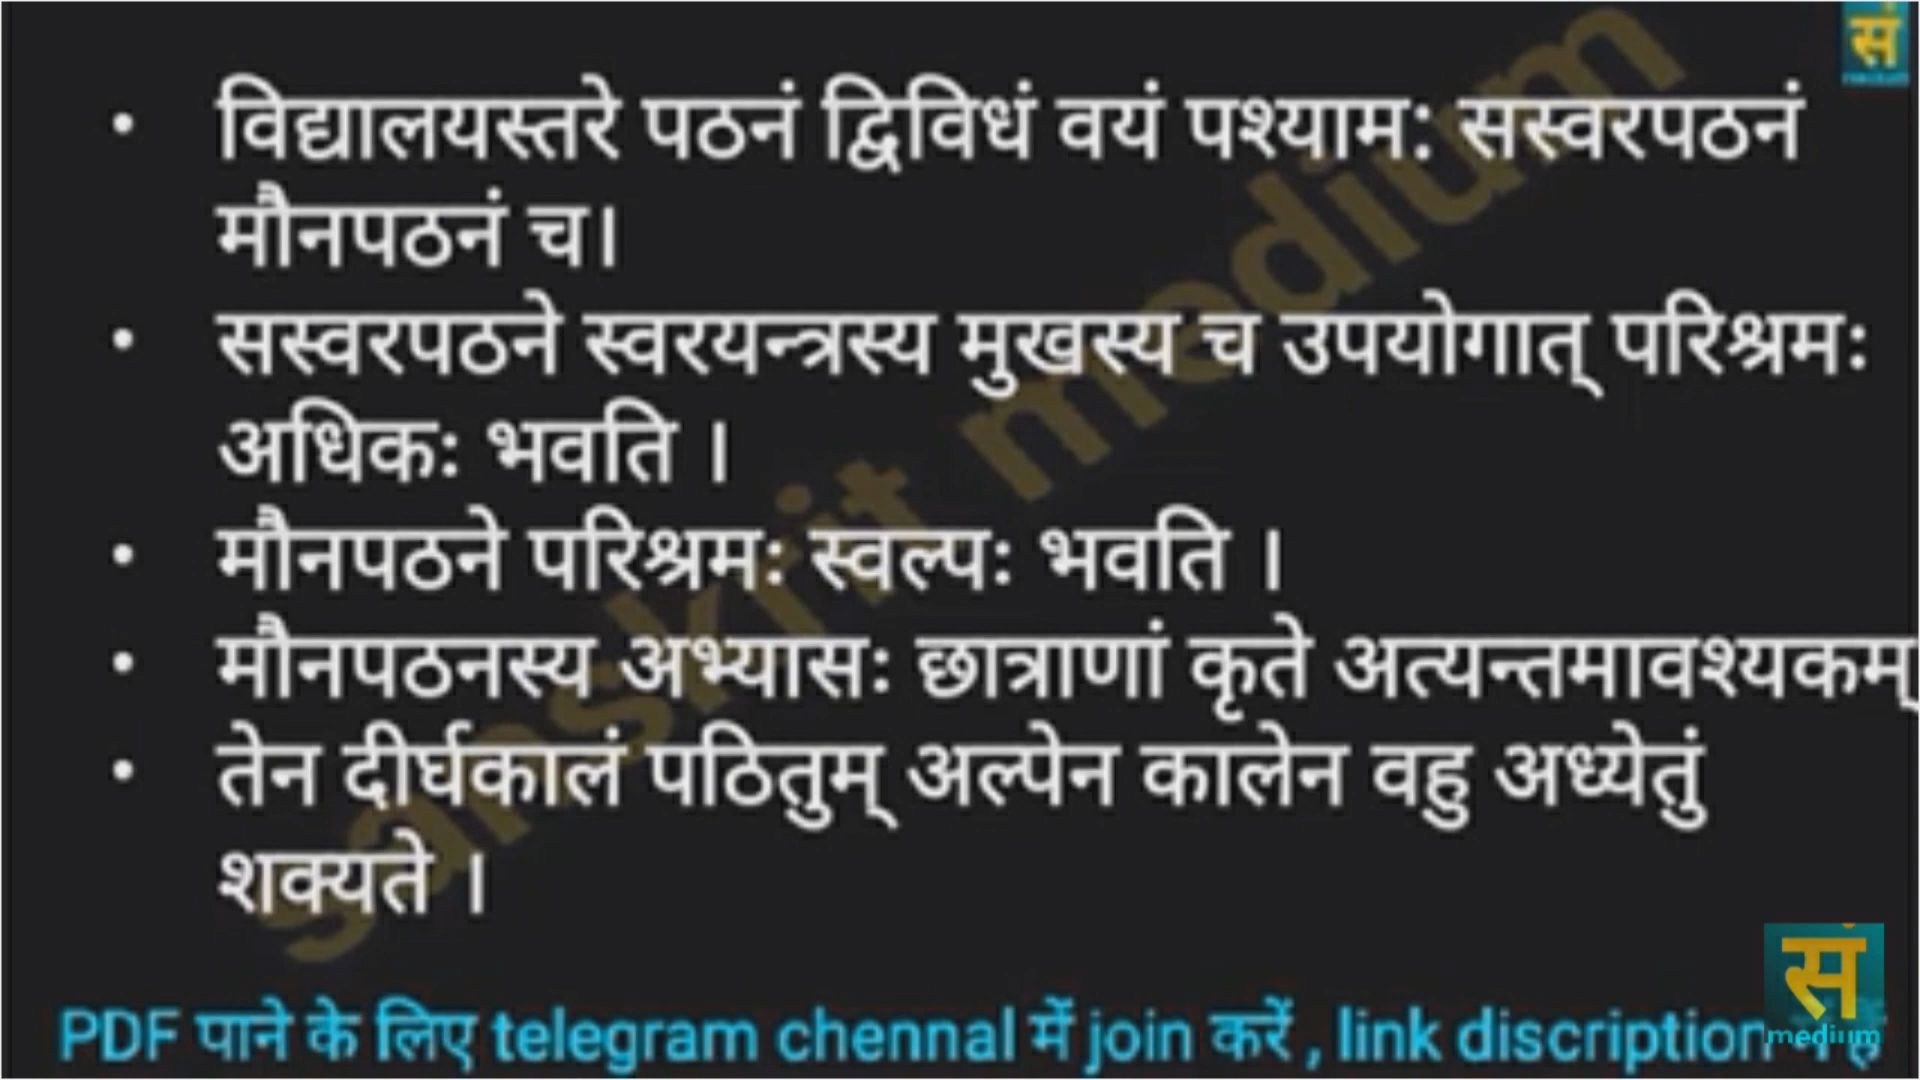 सं
• विद्यालयस्तरे पठनं द्विविधं वयं पश्याम: सस्वरपठनं
मौनपठनं च।
• सस्वरपठने स्वरयन्त्रस्य मुखस्य च उपयोगात् परिश्रमः
अधिकः भवति ।
• मौनपठने परिश्रमः स्वल्पः भवति ।
• मौनपठनस्य अभ्यासः छात्राणां कृते अत्यन्तमावश्यकम्
• तेन दीर्घकालं पठितुम् अल्पेन कालेन वहु अध्येतुं
शक्यते ।
sanskrit medium
सं
medium
PDF पाने के लिए telegram chennal में join करें , link discription